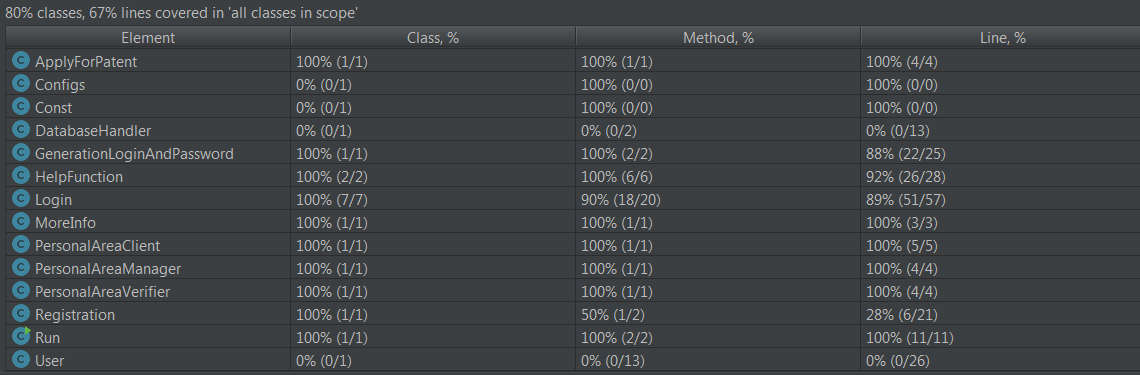 80% classes, 67% lines covered in 'all classes in scope'
Element Class, % Method, % Line, %
C ApplyForPatent 100% (1/1) 100% (1/1) 100% (4/4)
C Configs 0% (0/1) 100% (0/0) 100% (0/0)
C Const 0% (0/1) 100% (0/0) 100% (0/0)
C DatabaseHandler 0% (0/1) 0% (0/2) 0% (0/13)
C GenerationLoginAndPassword 100% (1/1) 100% (2/2) 88% (22/25)
C HelpFunction 100% (2/2) 100% (6/6) 92% (26/28)
C Login 100% (7/7) 90% (18/20) 89% (51/57)
C MoreInfo 100% (1/1) 100% (1/1) 100% (3/3)
C PersonalAreaClient 100% (1/1) 100% (1/1) 100% (5/5)
C PersonalAreaManager 100% (1/1) 100% (1/1) 100% (4/4)
C PersonalAreaVerifier 100% (1/1) 100% (1/1) 100% (4/4)
C Registration 100% (1/1) 50% (1/2) 28% (6/21)
C Run 100% (1/1) 100% (2/2) 100% (11/11)
C User 0% (0/1) 0% (0/13) 0% (0/26)